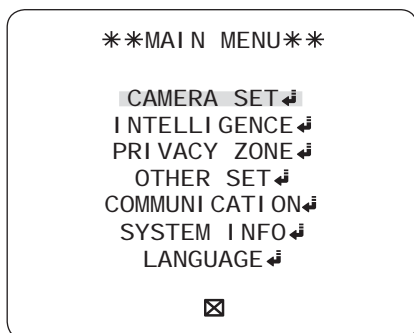 **MAIN MENU**
CAMERA SET↲
INTELLIGENCE↲
PRIVACY ZONE↲
OTHER SET↲
COMMUNICATION↲
SYSTEM INFO↲
LANGUAGE↲